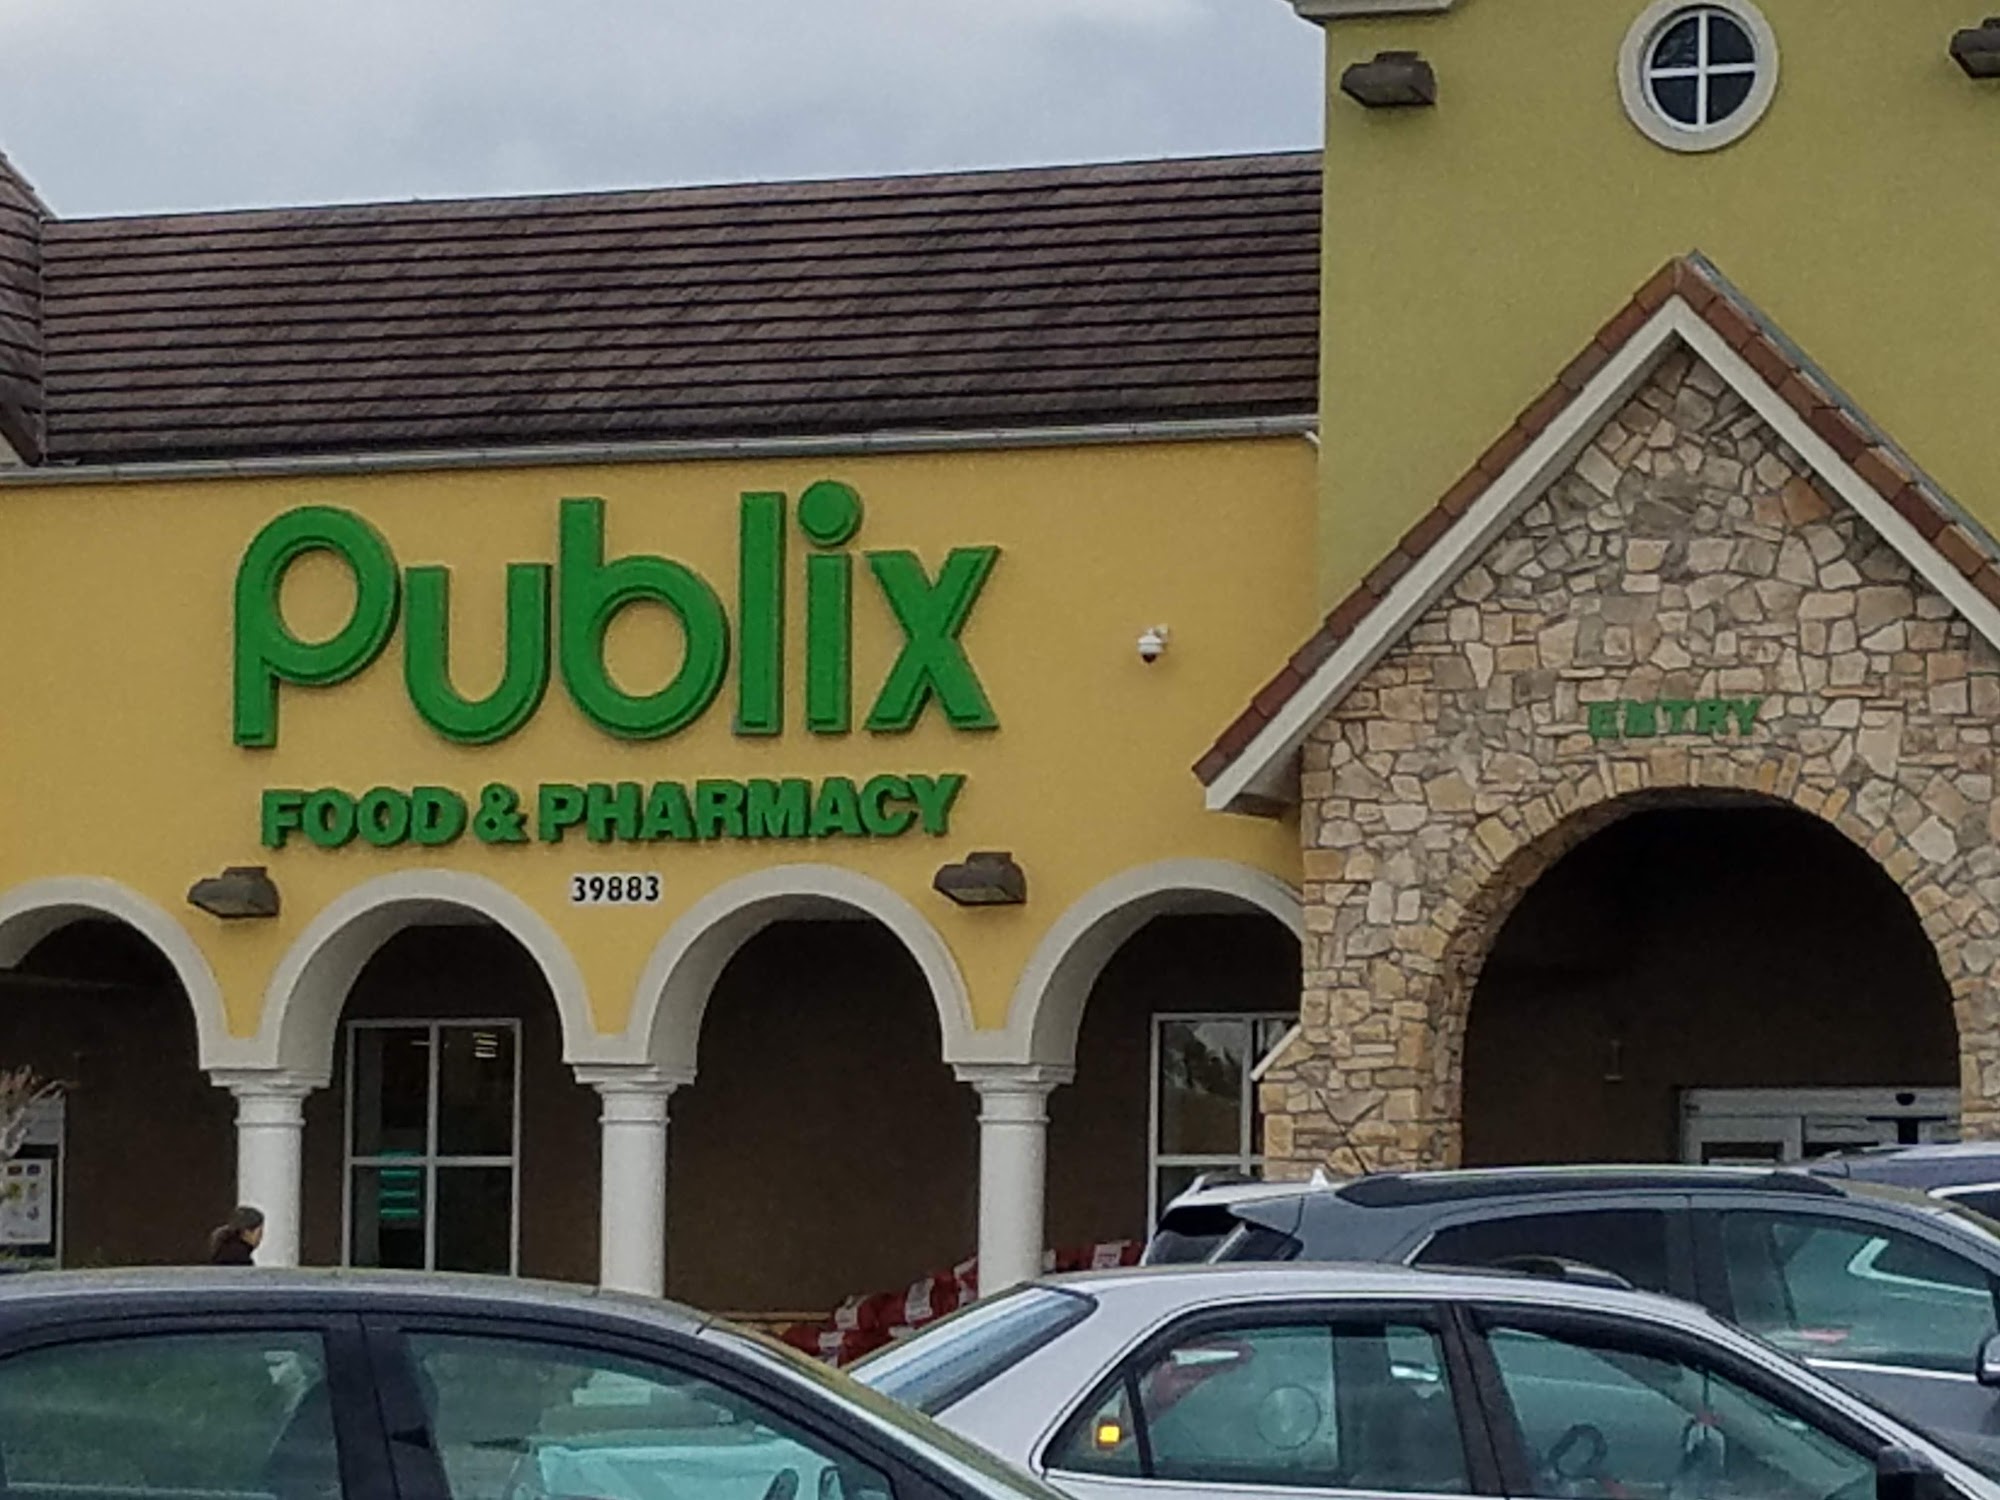 Publix
FOOD & PHARMACY
39883
ENTRY